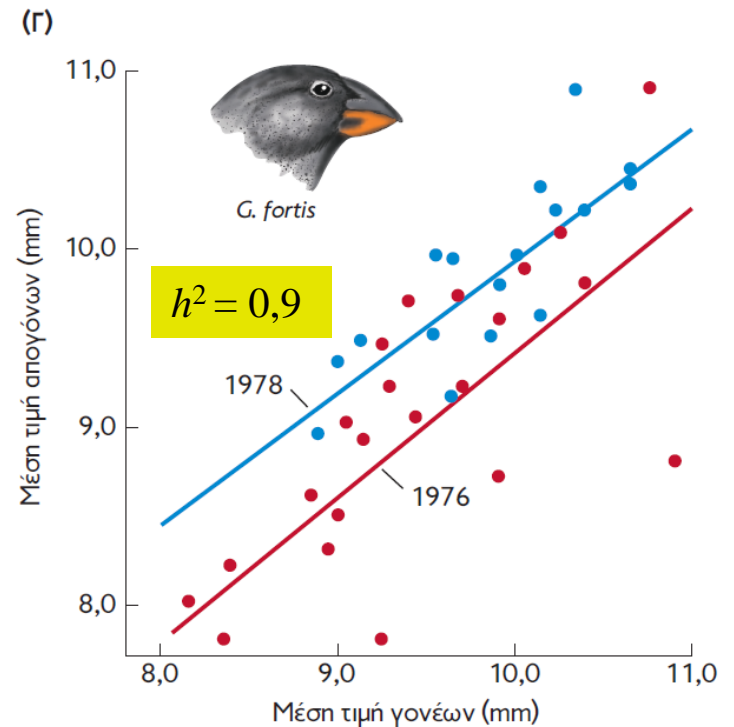 (Γ)
11,0
10,0
9,0
8,0
Μέση τιμή απογόνων (mm)
G. fortis
h² = 0,9
1978
1976
8,0
9,0
10,0
11,0
Μέση τιμή γονέων (mm)